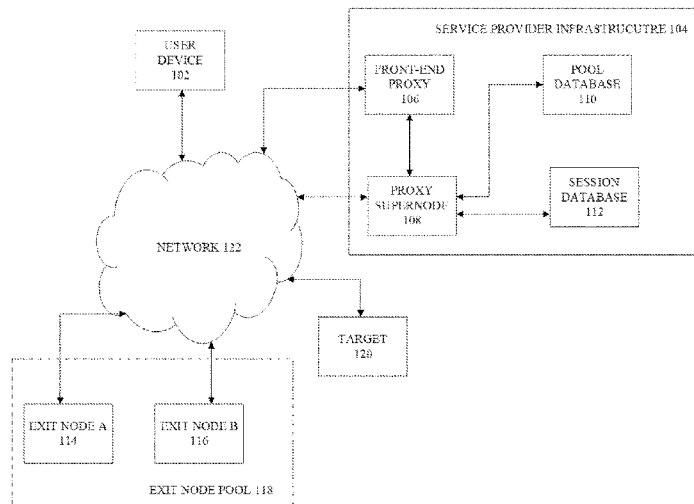 SERVICE PROVIDER INFRASTRUCUTRE 104
USER
DEVICE
102
FRONT-END
PROXY
106
POOL
DATABASE
110
PROXY
SUPERNODE
108
SESSION
DATABASE
112
NETWORK 122
TARGET
120
EXIT NODE A
114
EXIT NODE B
116
EXIT NODE POOL 118